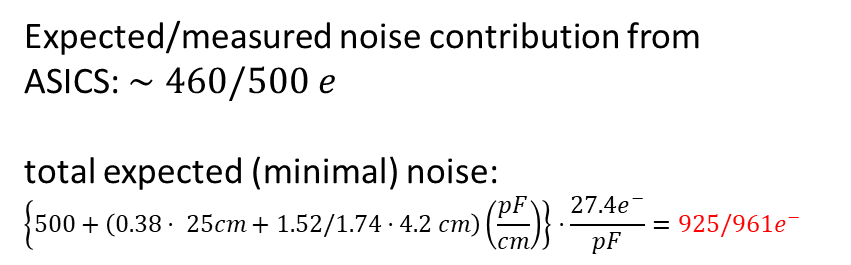 Expected/measured noise contribution from
ASICS: ~ 460/500 e
total expected (minimal) noise:
{500 + (0.38 · 25cm + 1.52/1.74 · 4.2 cm) (pF/cm)} · 27.4e⁻/pF = 925/961e⁻